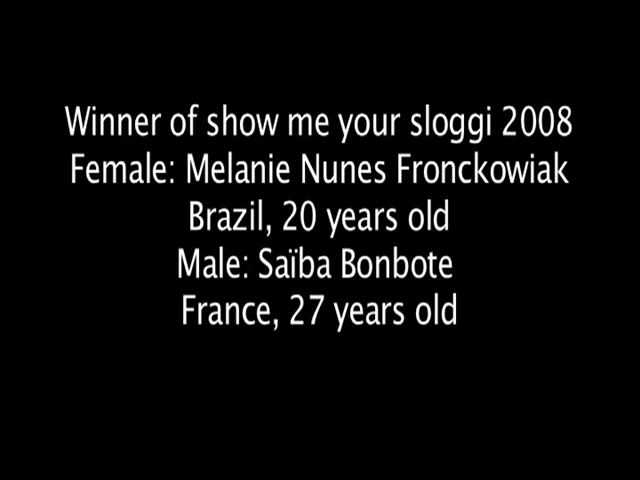 Winner of show me your sloggi 2008
Female: Melanie Nunes Fronckowiak
Brazil, 20 years old
Male: Saïba Bonbote
France, 27 years old